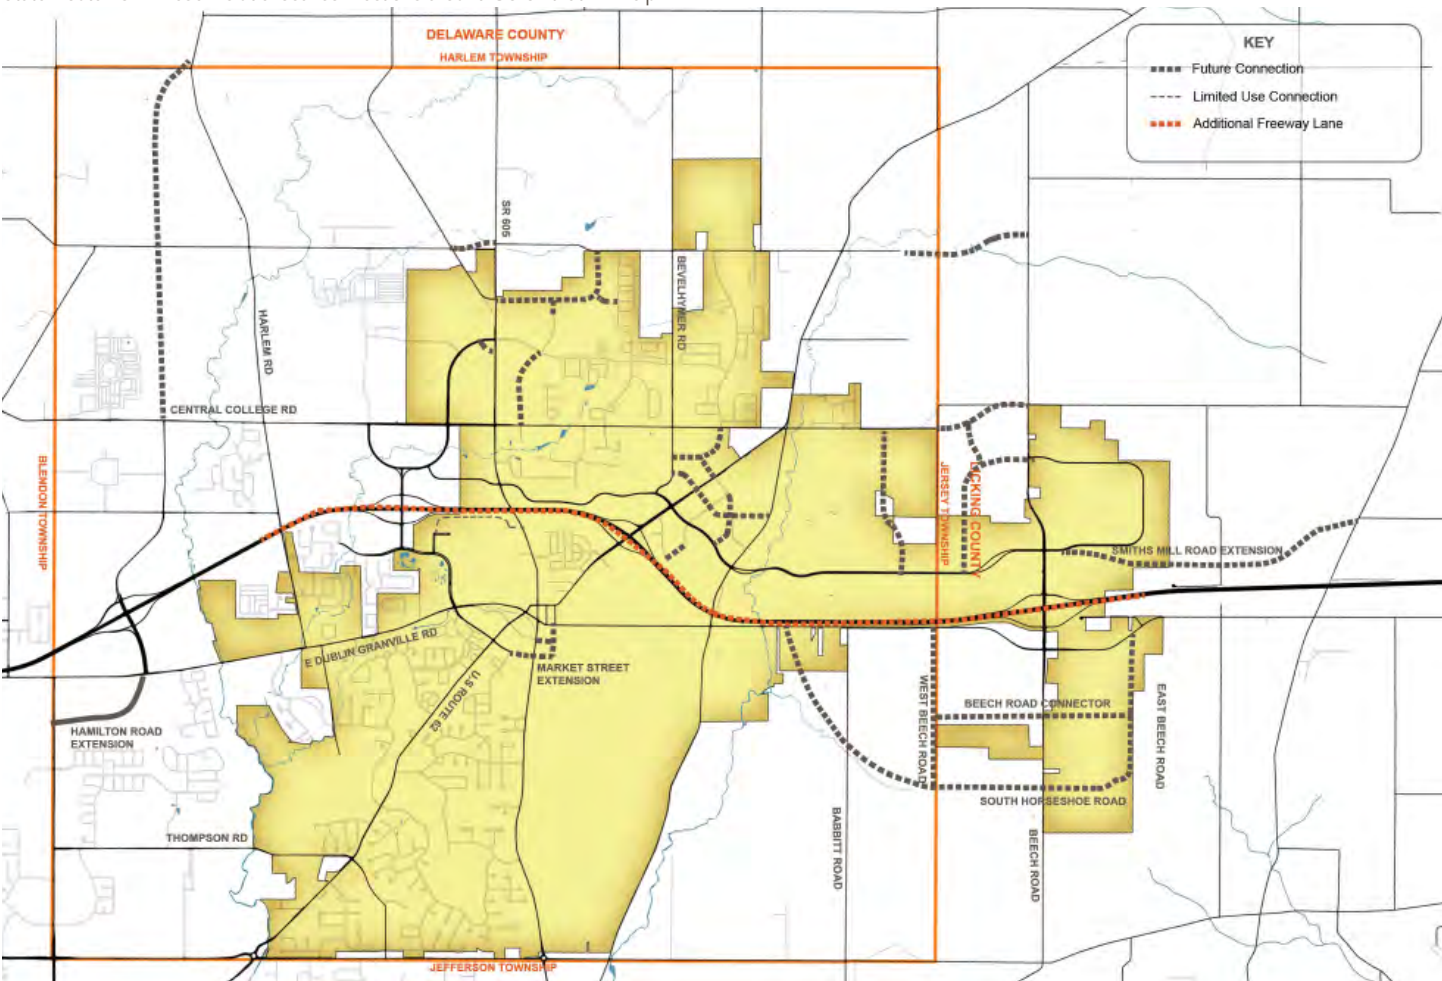 DELAWARE COUNTY
HARLEM TOWNSHIP
KEY
Future Connection
Limited Use Connection
Additional Freeway Lane
SR 605
BEVELHYMER RD
HARLEM RD
CENTRAL COLLEGE RD
BLENDON TOWNSHIP
JERSEY TOWNSHIP
LICKING COUNTY
SMITHS MILL ROAD EXTENSION
E DUBLIN GRANVILLE RD
MARKET STREET
EXTENSION
U.S ROUTE 62
WEST BEECH ROAD
BEECH ROAD CONNECTOR
EAST BEECH ROAD
HAMILTON ROAD
EXTENSION
SOUTH HORSESHOE ROAD
THOMPSON RD
BABBITT ROAD
BEECH ROAD
JEFFERSON TOWNSHIP